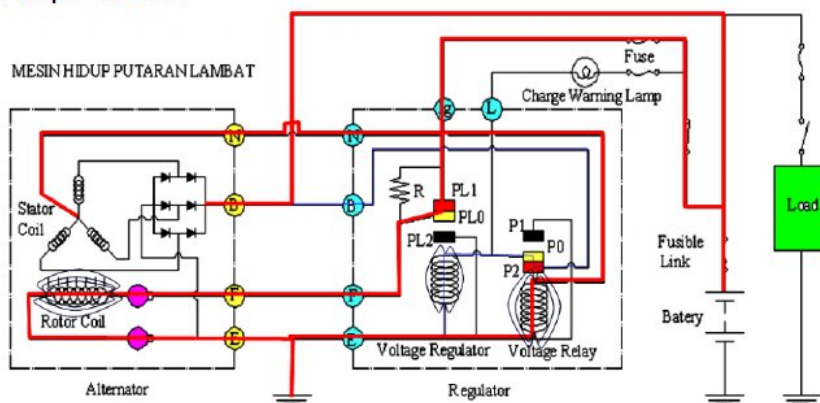 MESIN HIDUP PUTARAN LAMBAT
Fuse
Charge Warning Lamp
Ig
L
N
N
B
B
R
PL1
PL0
PL2
P1
P0
P2
Stator
Coil
Load
Fusible
Link
F
F
Rotor Coil
E
E
Voltage Regulator
Voltage Relay
Batery
Alternator
Regulator